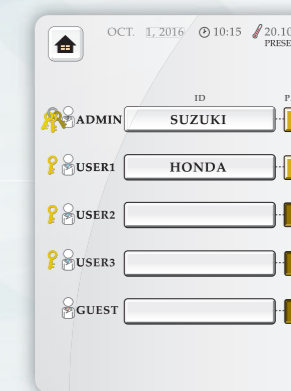 OCT. 1, 2016 10:15 20.10
PRESE
ID P
ADMIN SUZUKI
USER1 HONDA
USER2
USER3
GUEST